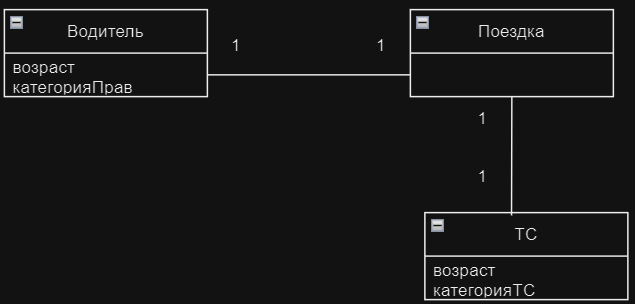 Водитель
возраст
категорияПрав
1
1
Поездка
1
1
ТС
возраст
категорияТС